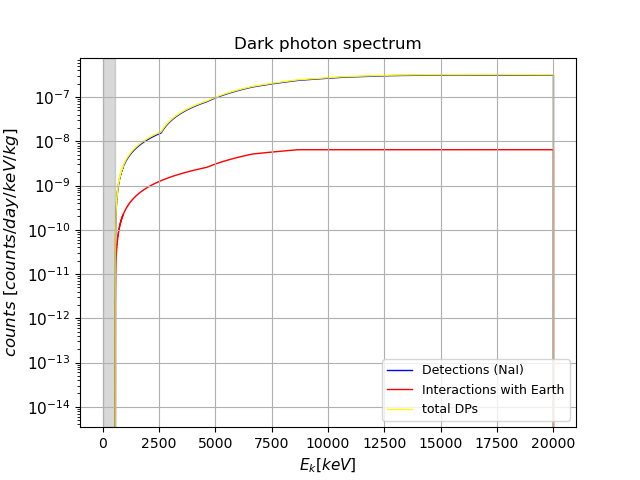 Dark photon spectrum
counts [counts/day/keV/kg]
10⁻⁷
10⁻⁸
10⁻⁹
10⁻¹⁰
10⁻¹¹
10⁻¹²
10⁻¹³
10⁻¹⁴
Detections (NaI)
Interactions with Earth
total DPs
0 2500 5000 7500 10000 12500 15000 17500 20000
Eₖ[keV]